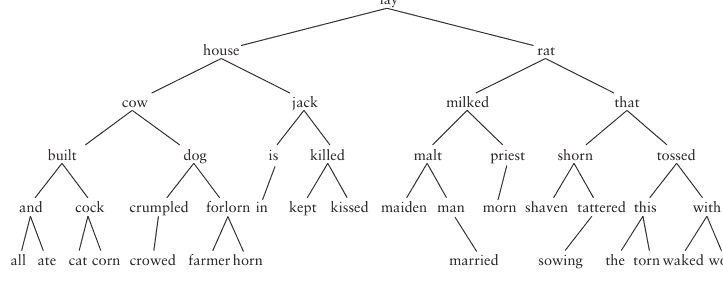 house rat
cow jack milked that
built dog is killed malt priest shorn tossed
and cock crumpled forlorn in kept kissed maiden man morn shaven tattered this with
all ate cat corn crowed farmer horn married sowing the torn waked